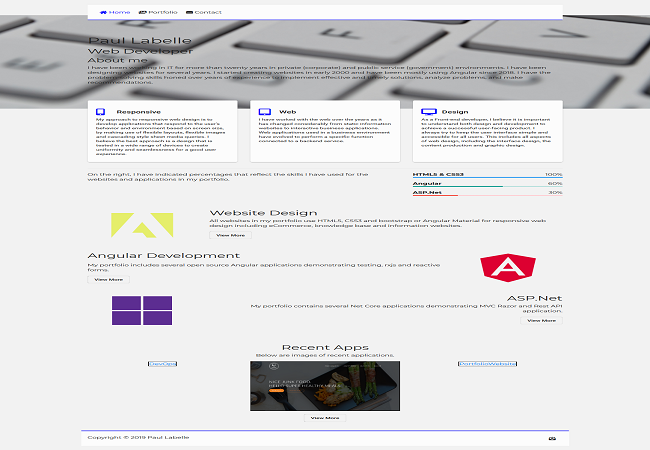 Home Portfolio Contact
Paul Labelle
Web Developer
About me
I have been working in IT for more than twenty years in private (corporate) and public service (government) environments. I have been
designing websites for several years. I started creating websites in early 2000 and have been mostly using Angular since 2018. I have the
problem solving skills honed over years of experience to implement effective and timely solutions, analyze problems and make
recommendations.
Responsive
My approach to responsive web design is to
develop applications that respond to the user's
behavior and environment based on screen size,
by making use of flexible layouts, flexible images
and cascading style sheet media queries. I
believe the best approach is a design that is
tested in a wide range of devices to create
uniformity and seamlessness for a good user
experience.
Web
I have worked with the web over the years as it
has changed considerably from static information
websites to interactive business applications.
Web applications used in a business environment
have evolved to perform a specific function
connected to a backend service.
Design
As a Front-end developer, I believe it is important
to understand both design and development to
achieve a successful user-facing product. I
always try to keep the user interface simple and
accessible for all users. This includes all aspects
of web design, including the interface design, the
content production and graphic design.
On the right, I have indicated percentages that reflect the skills I have used for the
websites and applications in my portfolio.
HTML5 & CSS3 100%
Angular 60%
ASP.Net 30%
Website Design
All websites in my portfolio use HTML5, CSS3 and bootstrap or Angular Material for responsive web
design including eCommerce, knowledge base and information websites.
View More
Angular Development
My portfolio includes several open source Angular applications demonstrating testing, rxjs and reactive
forms.
View More
ASP.Net
My portfolio contains several Net Core applications demonstrating MVC Razor and Rest API
application.
View More
Recent Apps
Below are images of recent applications.
DevOps
NICE JUNK FOOD
HELLO SUPER HEALTHY MEALS
PortfolioWebsite
View More
Copyright © 2019 Paul Labelle